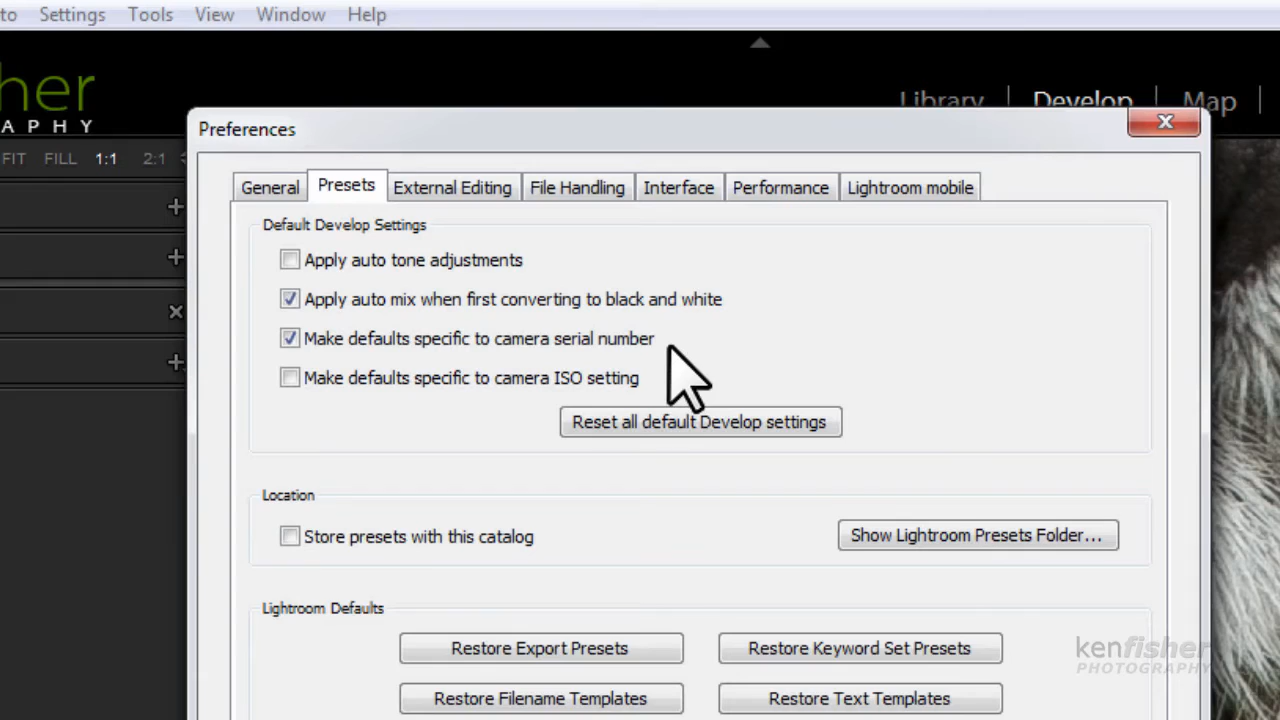 to Settings Tools View Window Help
her
APHY
Library Develop Map
Preferences
FIT FILL 1:1 2:1
General Presets External Editing File Handling Interface Performance Lightroom mobile
Default Develop Settings
Apply auto tone adjustments
Apply auto mix when first converting to black and white
Make defaults specific to camera serial number
Make defaults specific to camera ISO setting
Reset all default Develop settings
Location
Store presets with this catalog
Show Lightroom Presets Folder...
Lightroom Defaults
Restore Export Presets
Restore Keyword Set Presets
kenfisher
PHOTOGRAPHY
Restore Filename Templates
Restore Text Templates